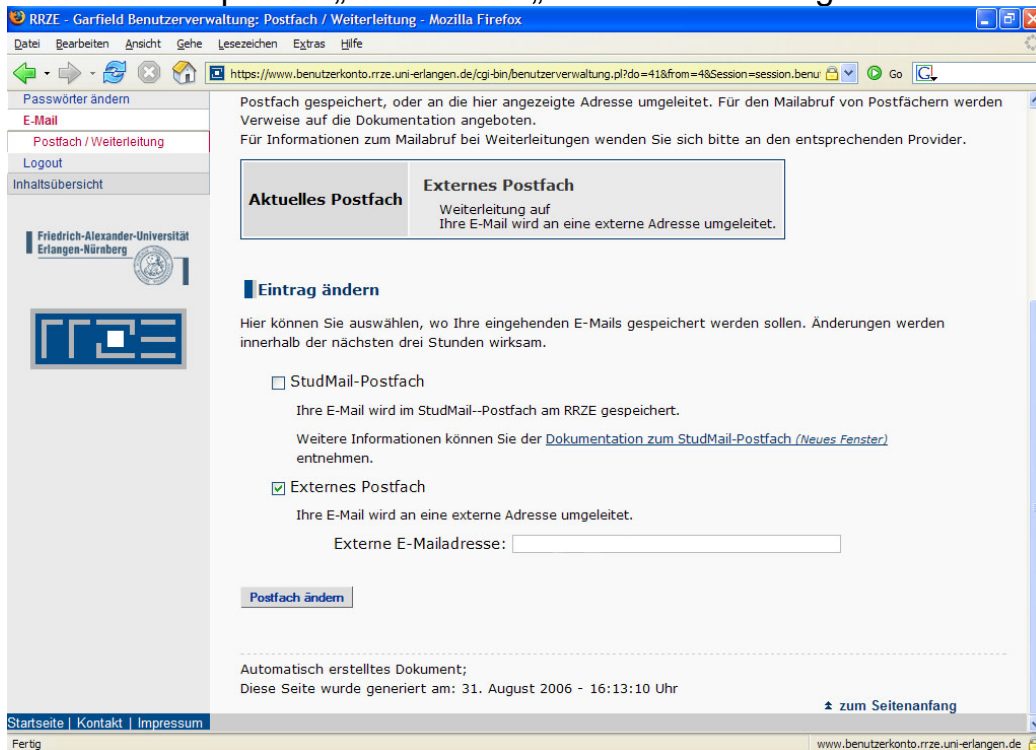 RRZE - Garfield Benutzerverwaltung: Postfach / Weiterleitung - Mozilla Firefox
Datei Bearbeiten Ansicht Gehe Lesezeichen Extras Hilfe
https://www.benutzerkonto.rrze.uni-erlangen.de/cgi-bin/benutzerverwaltung.pl?do=41&from=4&Session=session.benu
Go
Passwörter ändern
E-Mail
Postfach / Weiterleitung
Logout
Inhaltsübersicht
Friedrich-Alexander-Universität
Erlangen-Nürnberg
rrze
Postfach gespeichert, oder an die hier angezeigte Adresse umgeleitet. Für den Mailabruf von Postfächern werden
Verweise auf die Dokumentation angeboten.
Für Informationen zum Mailabruf bei Weiterleitungen wenden Sie sich bitte an den entsprechenden Provider.
Aktuelles Postfach
Externes Postfach
Weiterleitung auf
Ihre E-Mail wird an eine externe Adresse umgeleitet.
Eintrag ändern
Hier können Sie auswählen, wo Ihre eingehenden E-Mails gespeichert werden sollen. Änderungen werden
innerhalb der nächsten drei Stunden wirksam.
StudMail-Postfach
Ihre E-Mail wird im StudMail--Postfach am RRZE gespeichert.
Weitere Informationen können Sie der Dokumentation zum StudMail-Postfach (Neues Fenster)
entnehmen.
Externes Postfach
Ihre E-Mail wird an eine externe Adresse umgeleitet.
Externe E-Mailadresse:
Postfach ändern
Automatisch erstelltes Dokument;
Diese Seite wurde generiert am: 31. August 2006 - 16:13:10 Uhr
zum Seitenanfang
Startseite | Kontakt | Impressum
Fertig
www.benutzerkonto.rrze.uni-erlangen.de